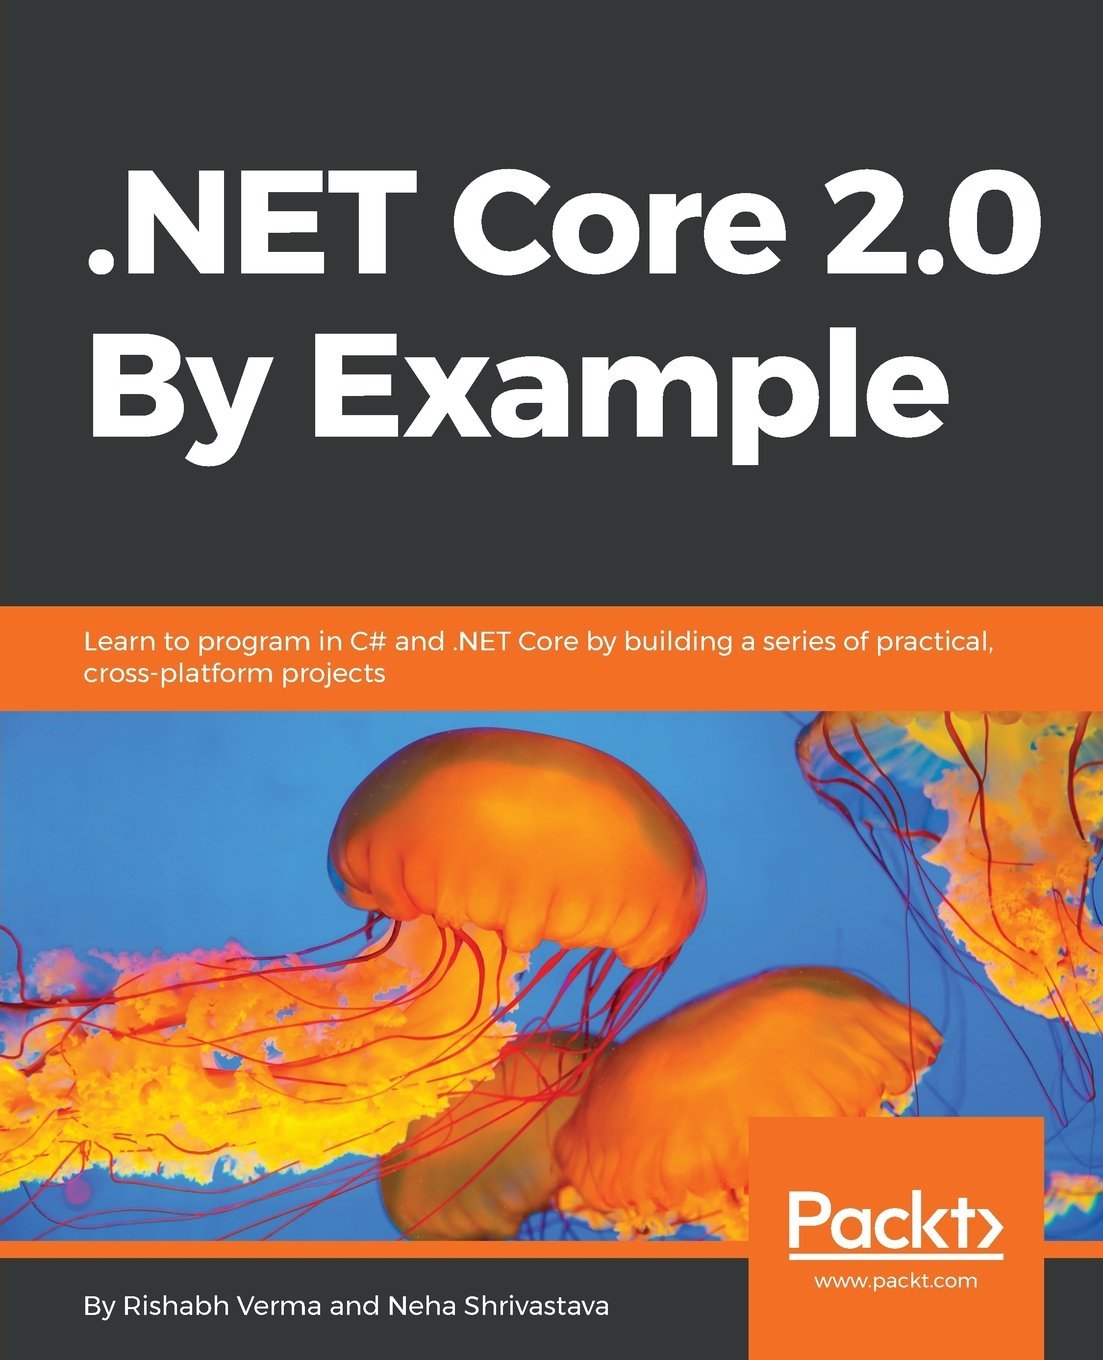 .NET Core 2.0
By Example
Learn to program in C# and .NET Core by building a series of practical,
cross-platform projects
Packt>
www.packt.com
By Rishabh Verma and Neha Shrivastava